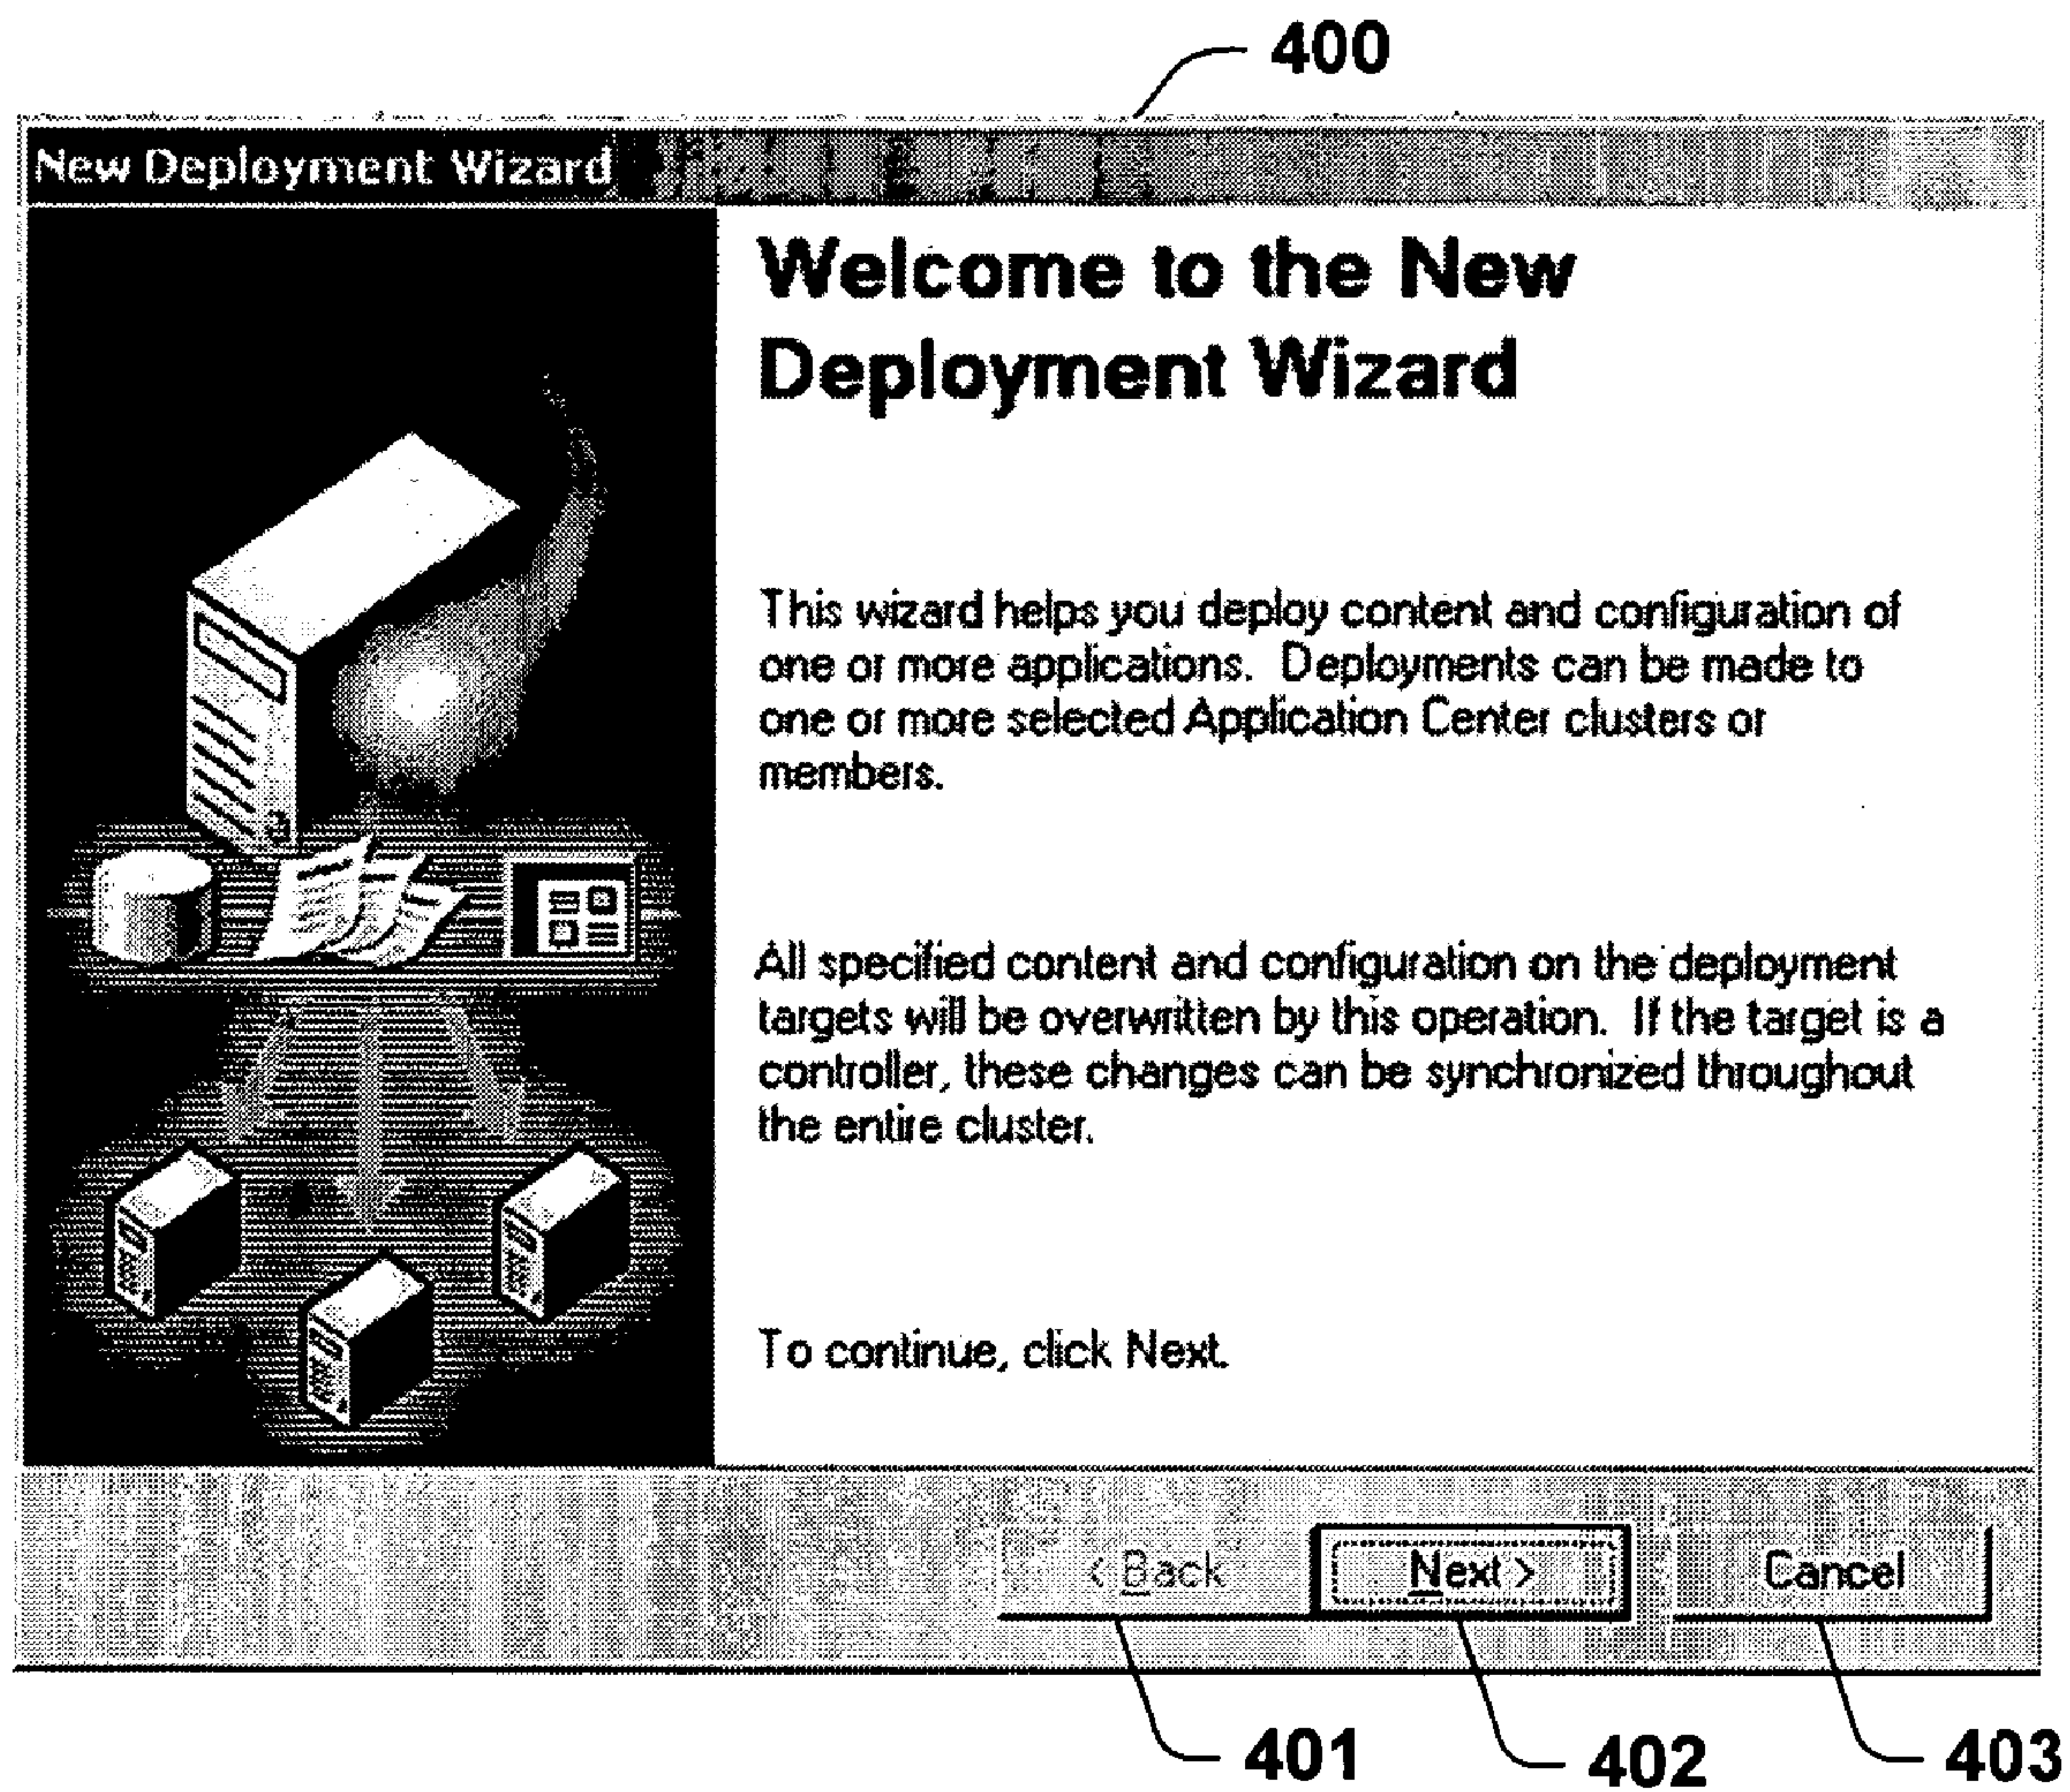 400
New Deployment Wizard
Welcome to the New
Deployment Wizard
This wizard helps you deploy content and configuration of
one or more applications.  Deployments can be made to
one or more selected Application Center clusters or
members.
All specified content and configuration on the deployment
targets will be overwritten by this operation.  If the target is a
controller, these changes can be synchronized throughout
the entire cluster.
To continue, click Next.
< Back
Next >
Cancel
401
402
403